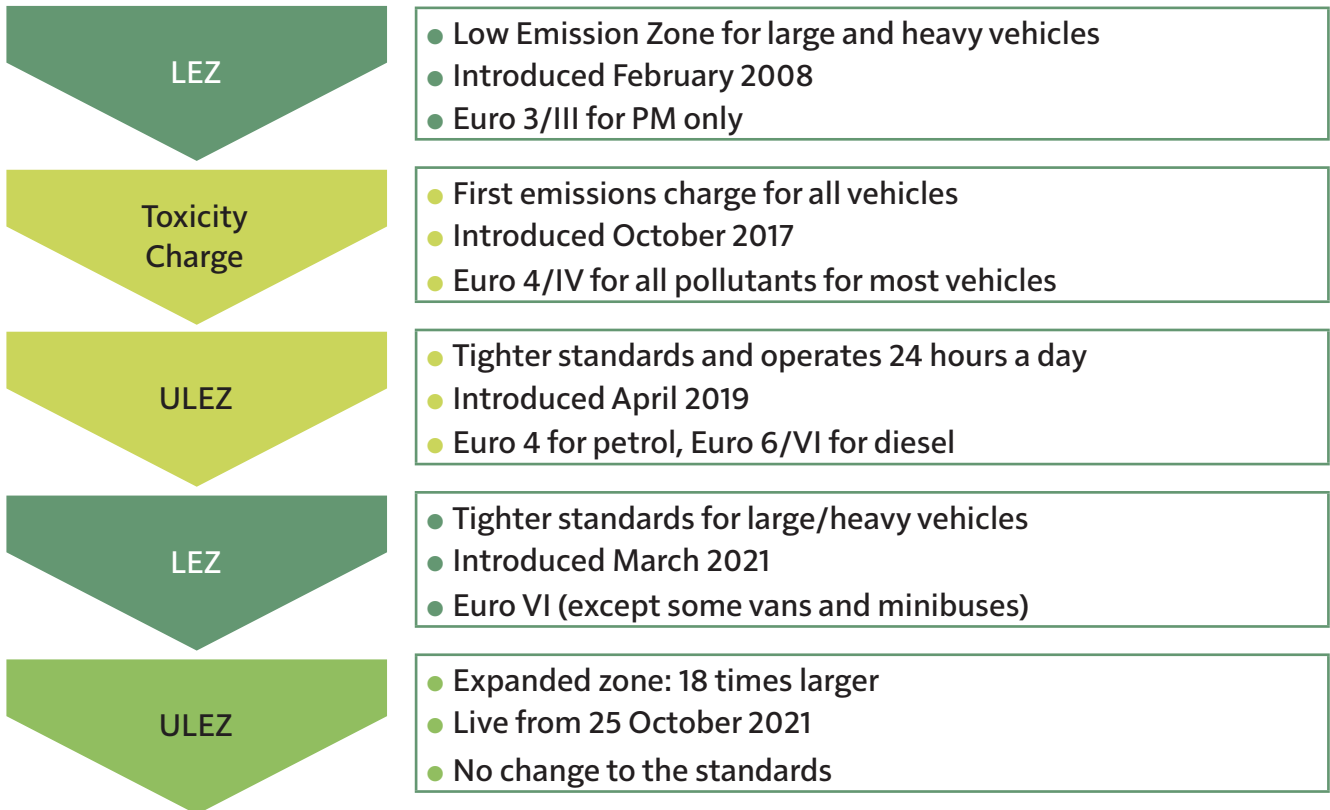 LEZ
● Low Emission Zone for large and heavy vehicles
● Introduced February 2008
● Euro 3/III for PM only
Toxicity
Charge
● First emissions charge for all vehicles
● Introduced October 2017
● Euro 4/IV for all pollutants for most vehicles
ULEZ
● Tighter standards and operates 24 hours a day
● Introduced April 2019
● Euro 4 for petrol, Euro 6/VI for diesel
LEZ
● Tighter standards for large/heavy vehicles
● Introduced March 2021
● Euro VI (except some vans and minibuses)
ULEZ
● Expanded zone: 18 times larger
● Live from 25 October 2021
● No change to the standards